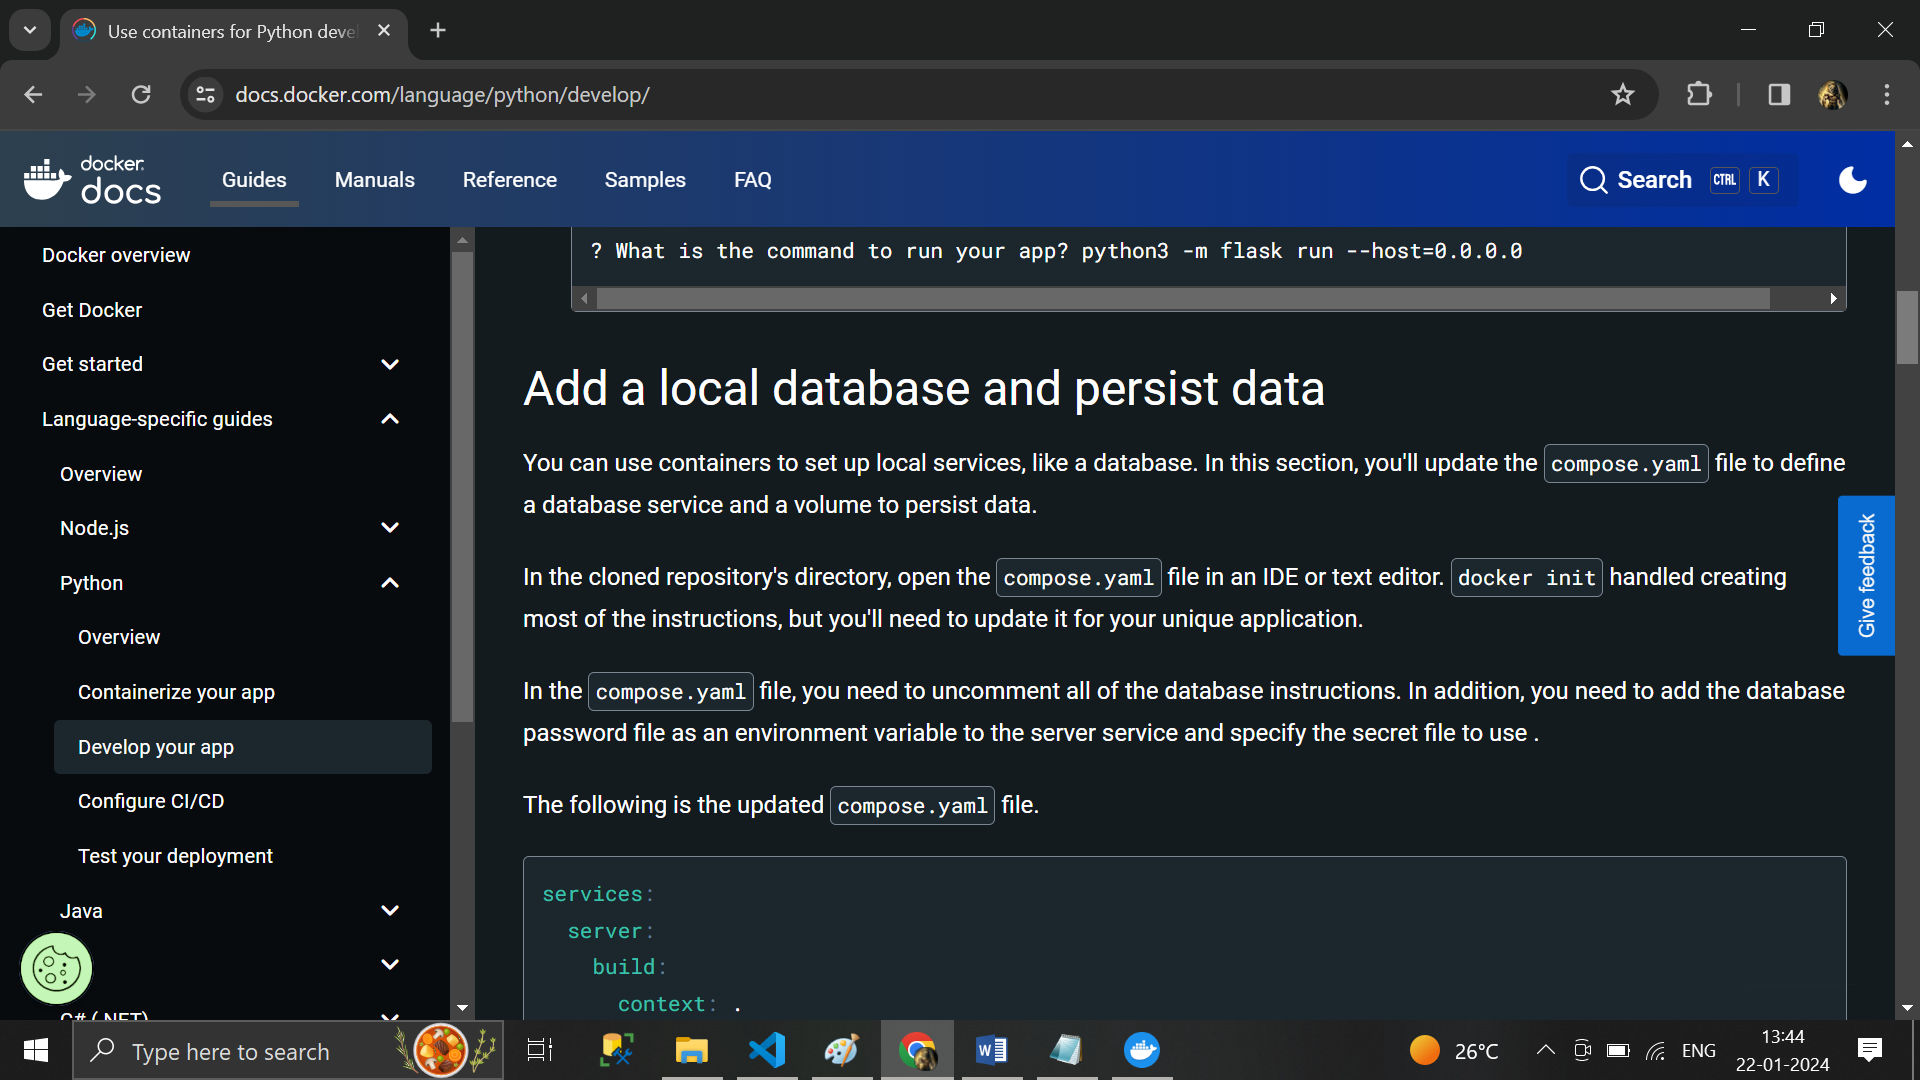 Use containers for Python deve
docs.docker.com/language/python/develop/
docker
docs
Guides
Manuals
Reference
Samples
FAQ
Search
CTRL
K
Docker overview
Get Docker
Get started
Language-specific guides
Overview
Node.js
Python
Overview
Containerize your app
Develop your app
Configure CI/CD
Test your deployment
Java
C# (.NET)
? What is the command to run your app? python3 -m flask run --host=0.0.0.0
Add a local database and persist data
You can use containers to set up local services, like a database. In this section, you'll update the compose.yaml file to define
a database service and a volume to persist data.
In the cloned repository's directory, open the compose.yaml file in an IDE or text editor. docker init handled creating
most of the instructions, but you'll need to update it for your unique application.
In the compose.yaml file, you need to uncomment all of the database instructions. In addition, you need to add the database
password file as an environment variable to the server service and specify the secret file to use .
The following is the updated compose.yaml file.
services:
server:
build:
context: .
Give feedback
Type here to search
26°C
ENG
13:44
22-01-2024